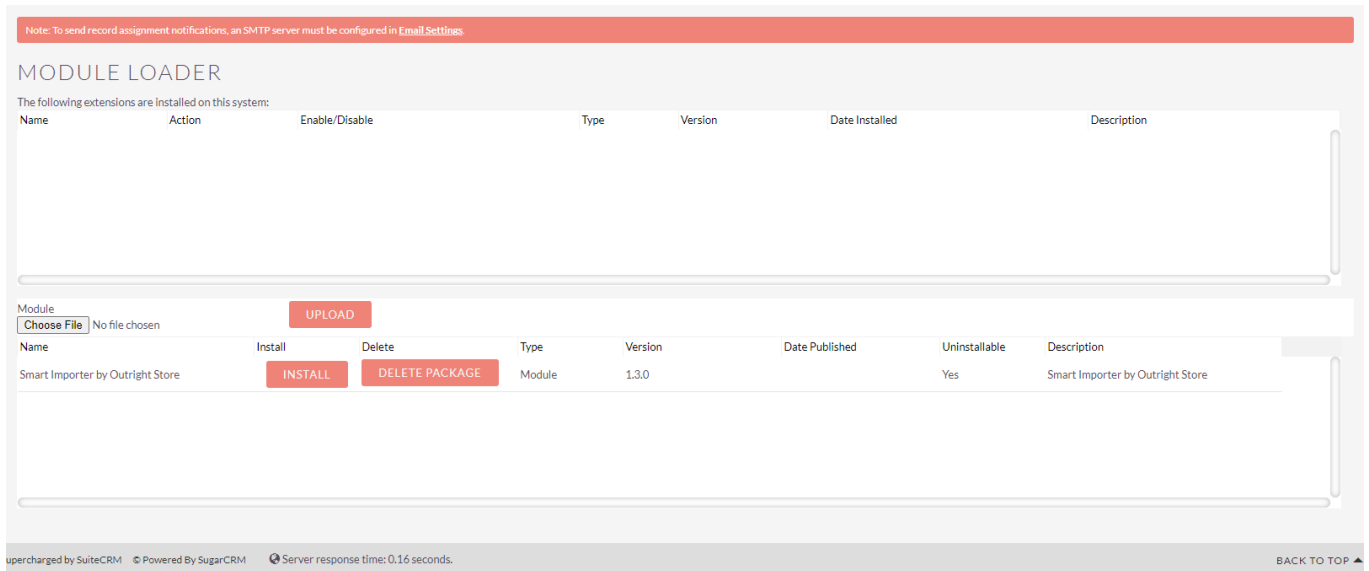 Note: To send record assignment notifications, an SMTP server must be configured in Email Settings.
MODULE LOADER
The following extensions are installed on this system:
Name Action Enable/Disable Type Version Date Installed Description
Module
UPLOAD
Choose File No file chosen
Name Install Delete Type Version Date Published Uninstallable Description
Smart Importer by Outright Store INSTALL DELETE PACKAGE Module 1.3.0 Yes Smart Importer by Outright Store
upercharged by SuiteCRM © Powered By SugarCRM Server response time: 0.16 seconds. BACK TO TOP